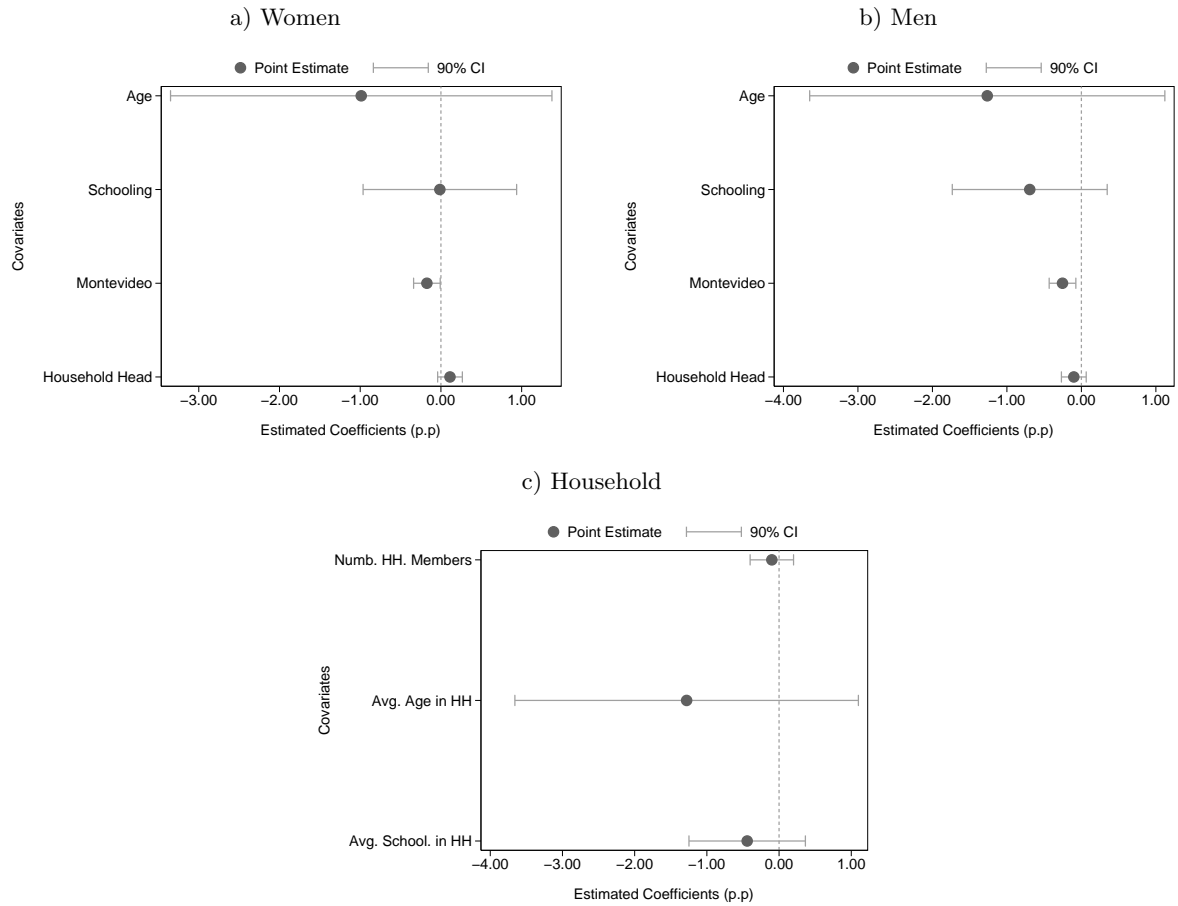 a) Women
Point Estimate 90% CI
Age
Schooling
Montevideo
Household Head
Covariates
−3.00 −2.00 −1.00 0.00 1.00
Estimated Coefficients (p.p)
b) Men
Point Estimate 90% CI
Age
Schooling
Montevideo
Household Head
Covariates
−4.00 −3.00 −2.00 −1.00 0.00 1.00
Estimated Coefficients (p.p)
c) Household
Point Estimate 90% CI
Numb. HH. Members
Avg. Age in HH
Avg. School. in HH
Covariates
−4.00 −3.00 −2.00 −1.00 0.00 1.00
Estimated Coefficients (p.p)